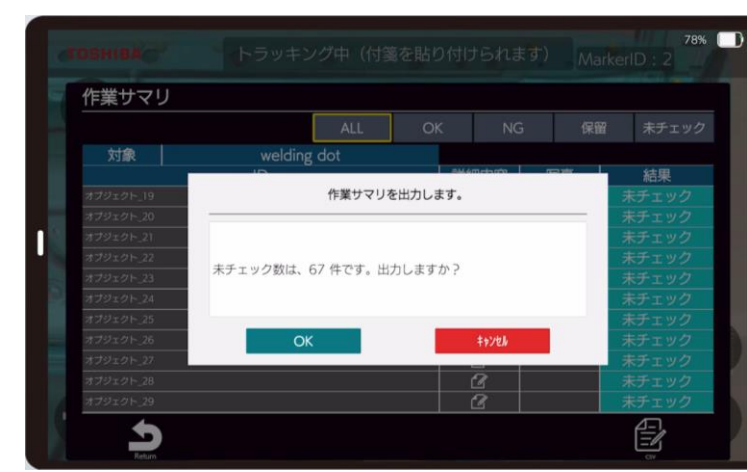 78%
TOSHIBA
トラッキング中（付箋を貼り付けられます）
MarkerID : 2
作業サマリ
ALL OK NG 保留 未チェック
対象 welding dot
結果
オブジェクト_19 未チェック
オブジェクト_20 未チェック
オブジェクト_21 未チェック
オブジェクト_22 未チェック
オブジェクト_23 未チェック
オブジェクト_24 未チェック
オブジェクト_25 未チェック
オブジェクト_26 未チェック
オブジェクト_27 未チェック
オブジェクト_28 未チェック
オブジェクト_29 未チェック
作業サマリを出力します。
未チェック数は、67 件です。出力しますか？
OK ｷｬﾝｾﾙ
Return
CSV